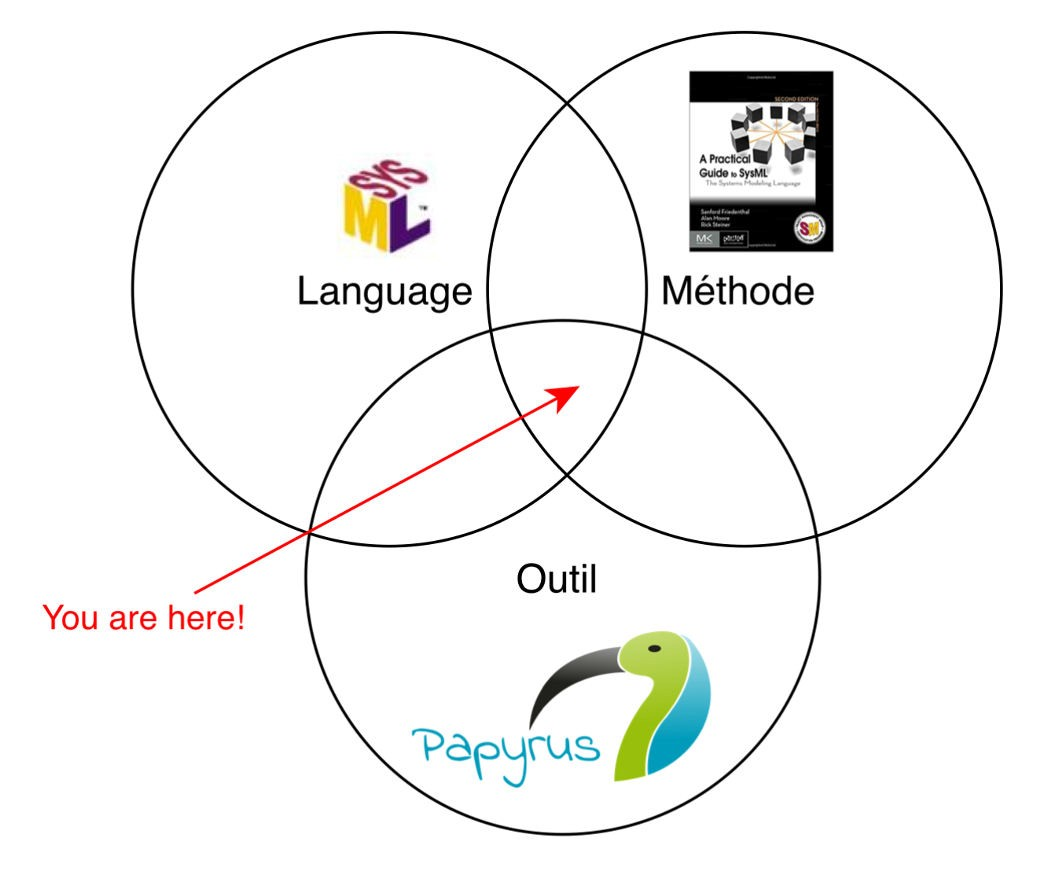 SYS
ML™
Language
SECOND EDITION
A Practical
Guide to SysML
The Systems Modeling Language
Sanford Friedenthal
Alan Moore
Rick Steiner
MK
Méthode
Outil
You are here!
Papyrus